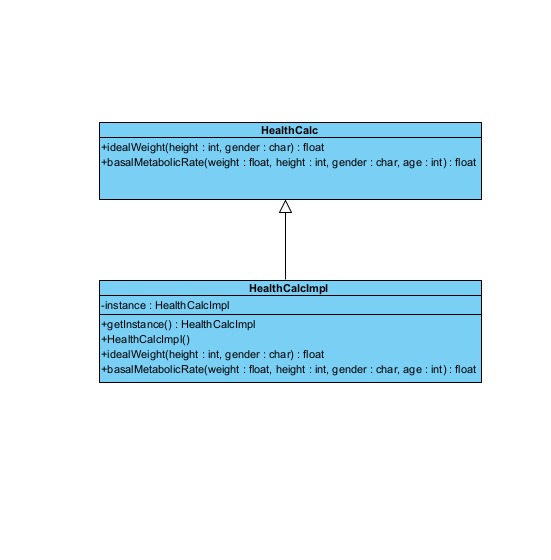 HealthCalc
+idealWeight(height : int, gender : char) : float
+basalMetabolicRate(weight : float, height : int, gender : char, age : int) : float
HealthCalcImpl
-instance : HealthCalcImpl
+getInstance() : HealthCalcImpl
+HealthCalcImpl()
+idealWeight(height : int, gender : char) : float
+basalMetabolicRate(weight : float, height : int, gender : char, age : int) : float